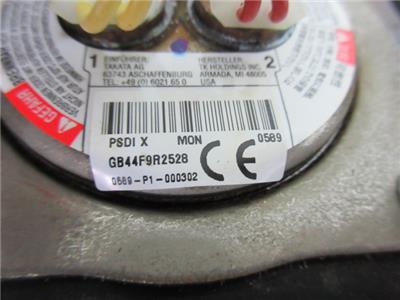 1 EINFÜHRER: HERSTELLER: 2
TAKATA AG TK HOLDINGS INC.
63743 ASCHAFFENBURG ARMADA, MI 48005
TEL: +49 (0) 6021 65 0 USA
PSDI X MON 0589
GB44F9R2528 CE
0589-P1-000302
GEFAHR